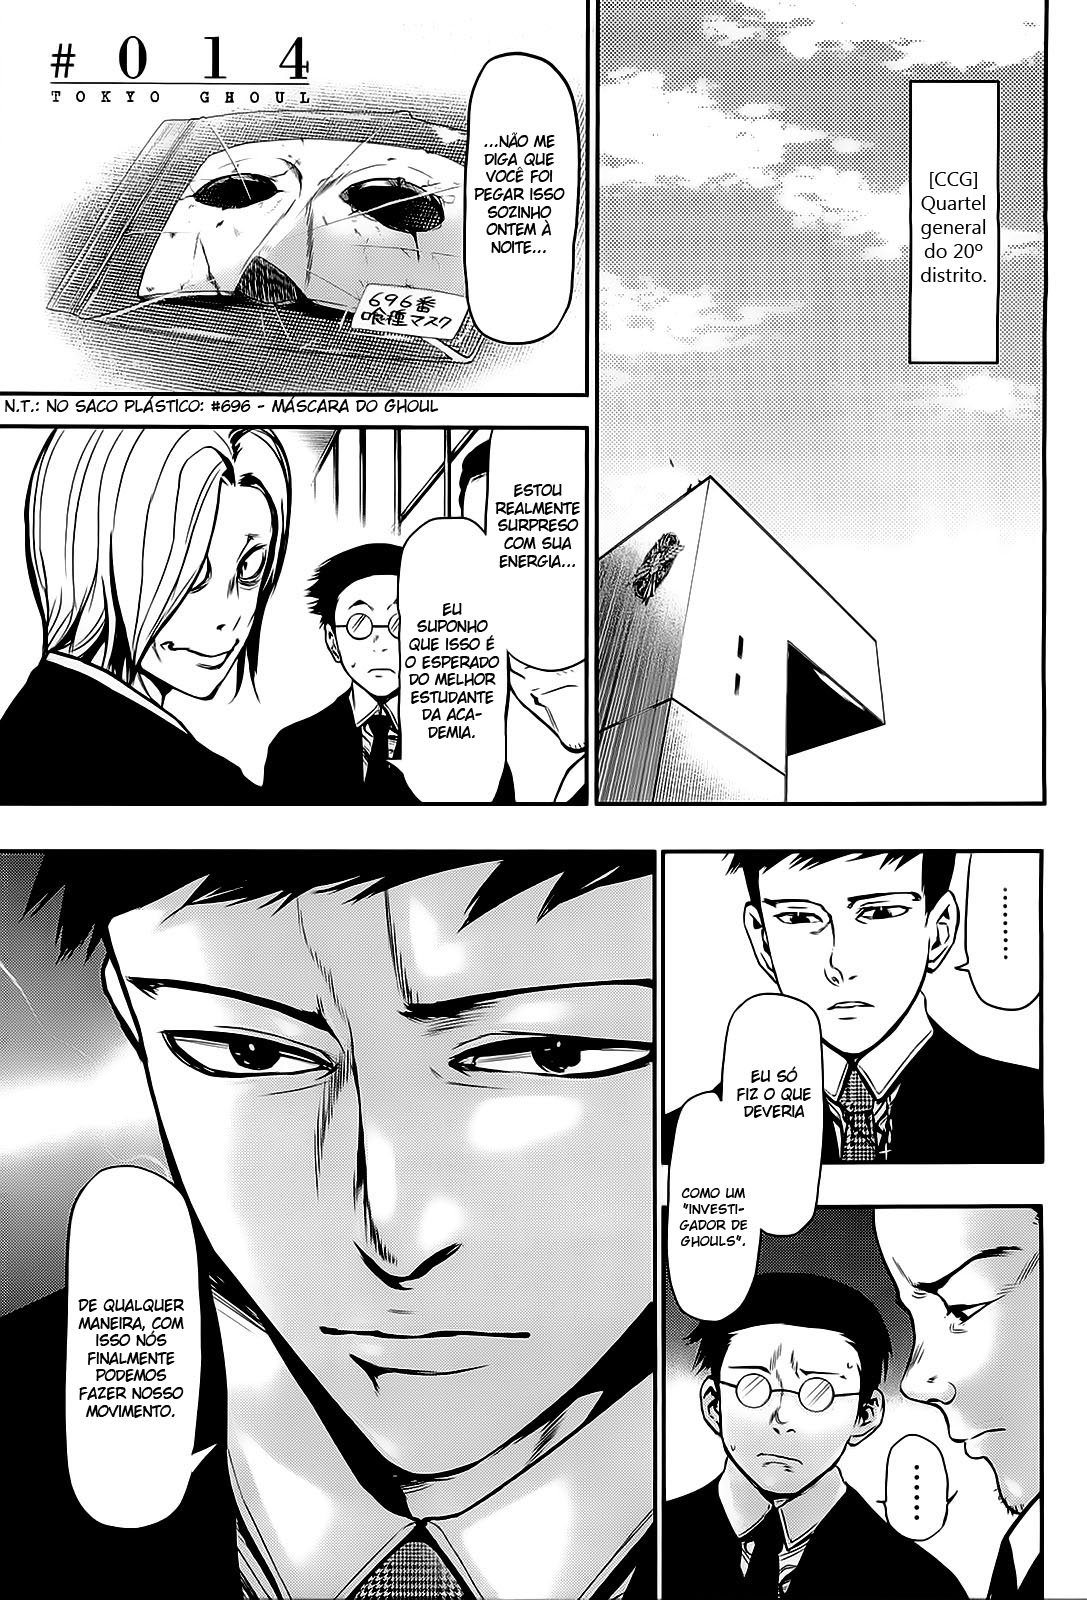 [CCG]
Quartel
general
do 20º
distrito.
# 014
TOKYO GHOUL
...NÃO ME
DIGA QUE
VOCÊ FOI
PEGAR ISSO
SOZINHO
ONTEM À
NOITE...
696番
喰種マスク
N.T.: NO SACO PLÁSTICO: #696 - MÁSCARA DO GHOUL
ESTOU
REALMENTE
SURPRESO
COM SUA
ENERGIA...
EU
SUPONHO
QUE ISSO É
O ESPERADO
DO MELHOR
ESTUDANTE
DA ACA-
DEMIA.
.........
EU SÓ
FIZ O QUE
DEVERIA
COMO UM
"INVESTI-
GADOR DE
GHOULS".
......
DE QUALQUER
MANEIRA, COM
ISSO NÓS
FINALMENTE
PODEMOS
FAZER NOSSO
MOVIMENTO.